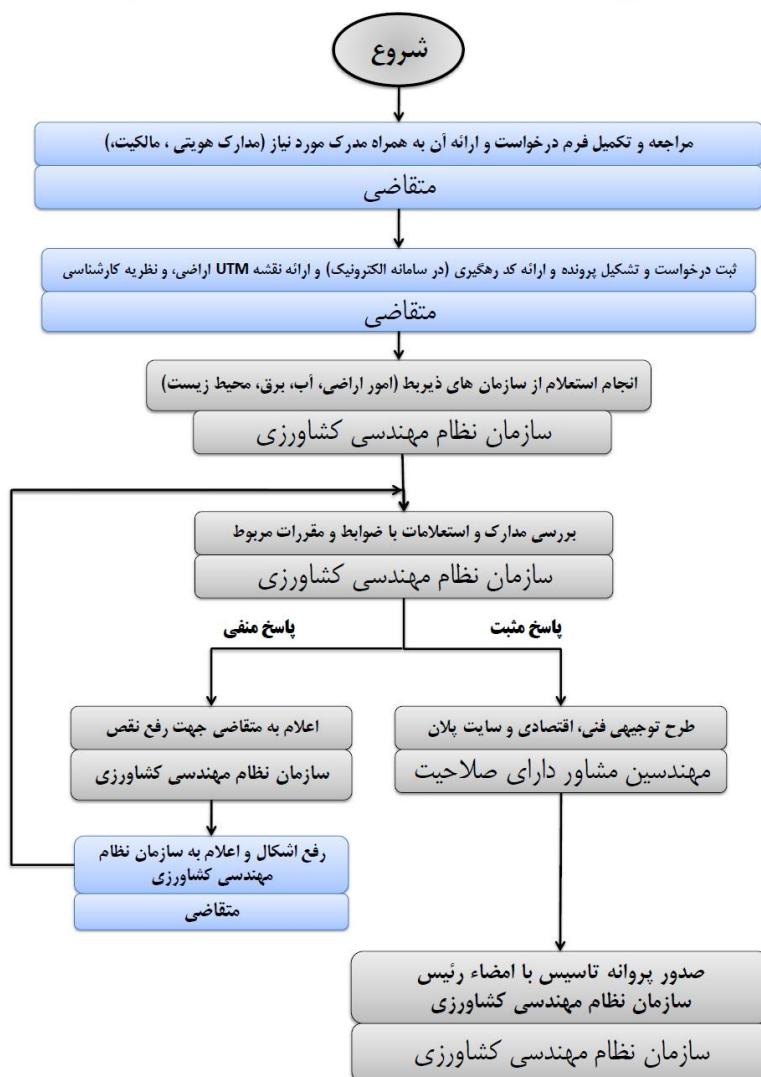 شروع
مراجعه و تکمیل فرم درخواست و ارائه آن به همراه مدرک مورد نیاز (مدارک هویتی ، مالکیت،)
متقاضی
ثبت درخواست و تشکیل پرونده و ارائه کد رهگیری (در سامانه الکترونیک) و ارائه نقشه UTM اراضی، و نظریه کارشناسی
متقاضی
انجام استعلام از سازمان های ذیربط (امور اراضی، آب، برق، محیط زیست)
سازمان نظام مهندسی کشاورزی
بررسی مدارک و استعلامات با ضوابط و مقررات مربوط
سازمان نظام مهندسی کشاورزی
پاسخ مثبت
پاسخ منفی
طرح توجیهی فنی، اقتصادی و سایت پلان
مهندسین مشاور دارای صلاحیت
اعلام به متقاضی جهت رفع نقص
سازمان نظام مهندسی کشاورزی
رفع اشکال و اعلام به سازمان نظام
مهندسی کشاورزی
متقاضی
صدور پروانه تاسیس با امضاء رئیس
سازمان نظام مهندسی کشاورزی
سازمان نظام مهندسی کشاورزی